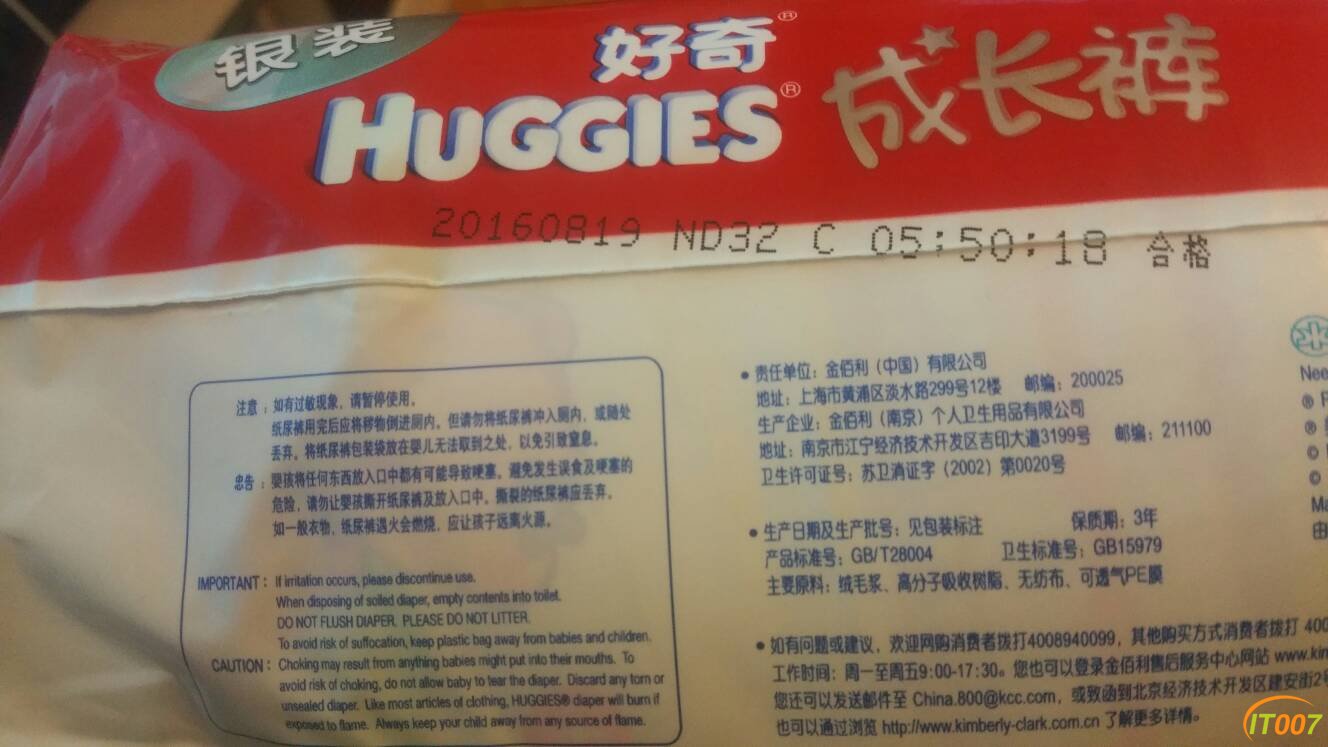 银装
好奇®
HUGGIES®
成长裤
20160819 ND32 C 05:50:18 合格
注意：如有过敏现象，请暂停使用。
纸尿裤用完后应将秽物倒进厕内。但请勿将纸尿裤冲入厕内，或随处
丢弃。将纸尿裤包装袋放在婴儿无法取到之处，以免引致窒息。
忠告：婴孩将任何东西放入口中都有可能导致哽塞。避免发生误食及哽塞的
危险，请勿让婴孩撕开纸尿裤及放入口中。撕裂的纸尿裤应丢弃。
如一般衣物，纸尿裤遇火会燃烧，应让孩子远离火源。
IMPORTANT: If irritation occurs, please discontinue use.
When disposing of soiled diaper, empty contents into toilet.
DO NOT FLUSH DIAPER. PLEASE DO NOT LITTER.
To avoid risk of suffocation, keep plastic bag away from babies and children.
CAUTION: Choking may result from anything babies might put into their mouths. To
avoid risk of choking, do not allow baby to tear the diaper. Discard any torn or
unsealed diaper. Like most articles of clothing, HUGGIES® diaper will burn if
exposed to flame. Always keep your child away from any source of flame.
• 责任单位：金佰利（中国）有限公司
地址：上海市黄浦区淡水路299号12楼 邮编：200025
生产企业：金佰利（南京）个人卫生用品有限公司
地址：南京市江宁经济技术开发区吉印大道3199号 邮编：211100
卫生许可证号：苏卫消证字（2002）第0020号
• 生产日期及生产批号：见包装标注 保质期：3年
产品标准号：GB/T28004 卫生标准号：GB15979
主要原料：绒毛浆、高分子吸收树脂、无纺布、可透气PE膜
• 如有问题或建议，欢迎网购消费者拨打4008940099，其他购买方式消费者拨打 400
工作时间：周一至周五9:00-17:30。您也可以登录金佰利售后服务中心网站 www.kim
您还可以发送邮件至 China.800@kcc.com，或致函到北京经济技术开发区建安街2号
也可以通过浏览 http://www.kimberly-clark.com.cn 了解更多详情。
Nee
®
®
©
©
Ma
由
IT007